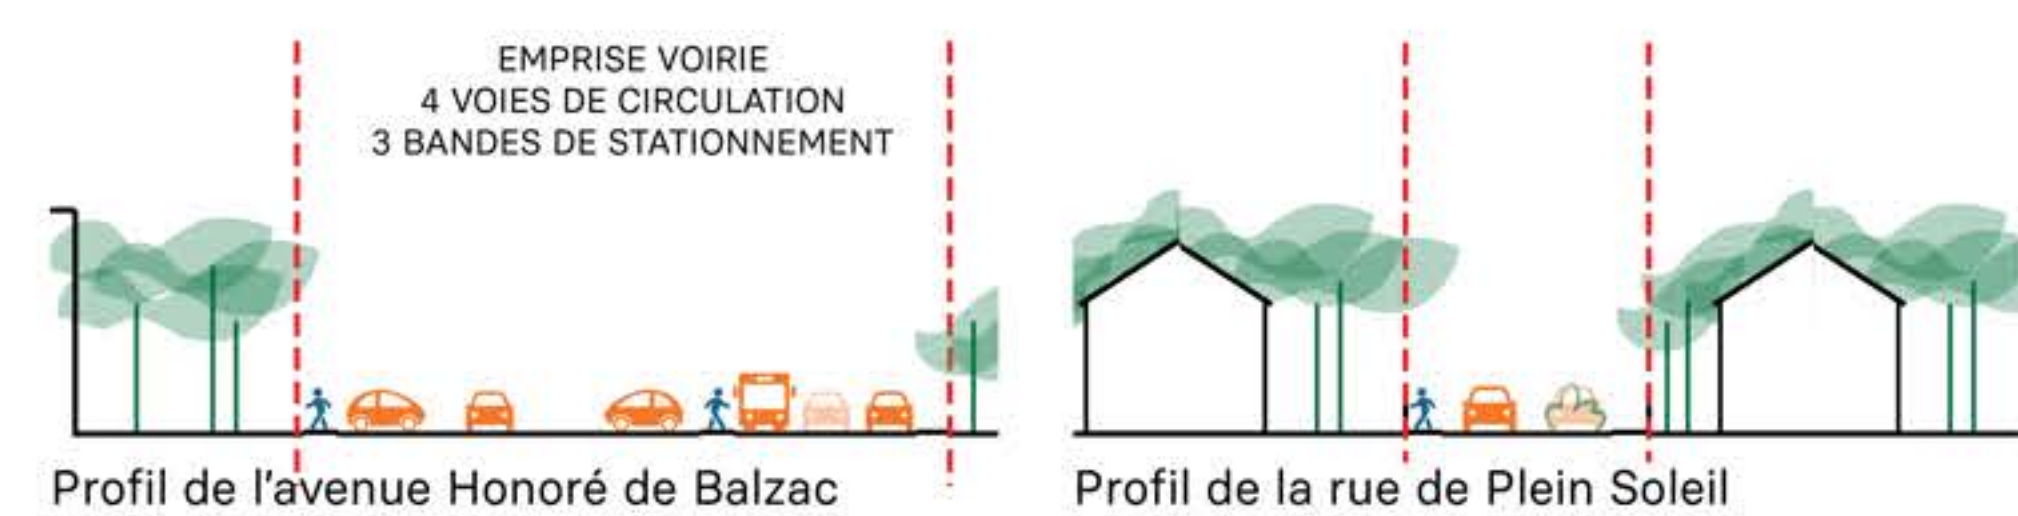 EMPRISE VOIRIE
4 VOIES DE CIRCULATION
3 BANDES DE STATIONNEMENT
Profil de l'avenue Honoré de Balzac
Profil de la rue de Plein Soleil